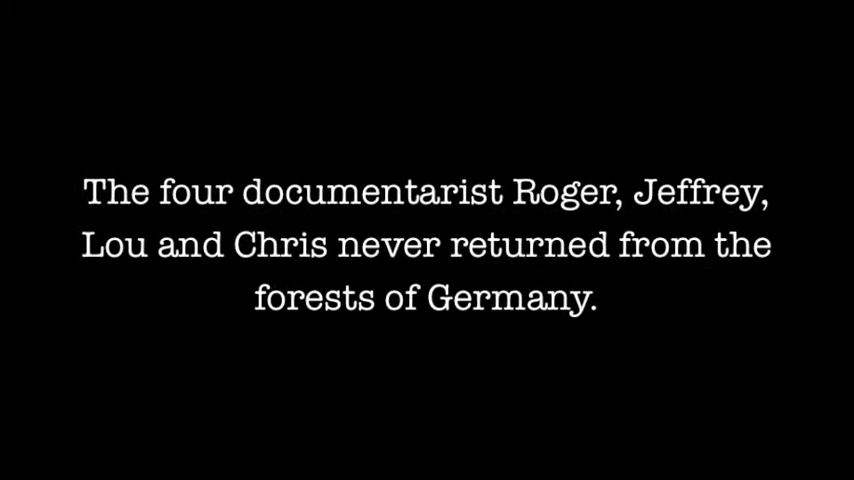 The four documentarist Roger, Jeffrey,
Lou and Chris never returned from the
forests of Germany.